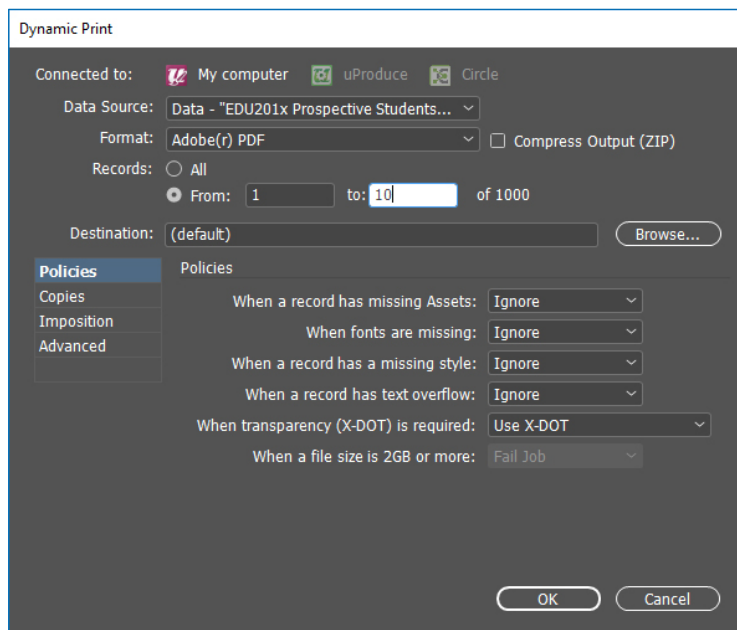 Dynamic Print
Connected to: My computer uProduce Circle
Data Source: Data - "EDU201x Prospective Students...
Format: Adobe(r) PDF Compress Output (ZIP)
Records: All
From: 1 to: 10 of 1000
Destination: (default) Browse...
Policies Policies
Copies
Imposition
Advanced
When a record has missing Assets: Ignore
When fonts are missing: Ignore
When a record has a missing style: Ignore
When a record has text overflow: Ignore
When transparency (X-DOT) is required: Use X-DOT
When a file size is 2GB or more: Fail Job
OK Cancel